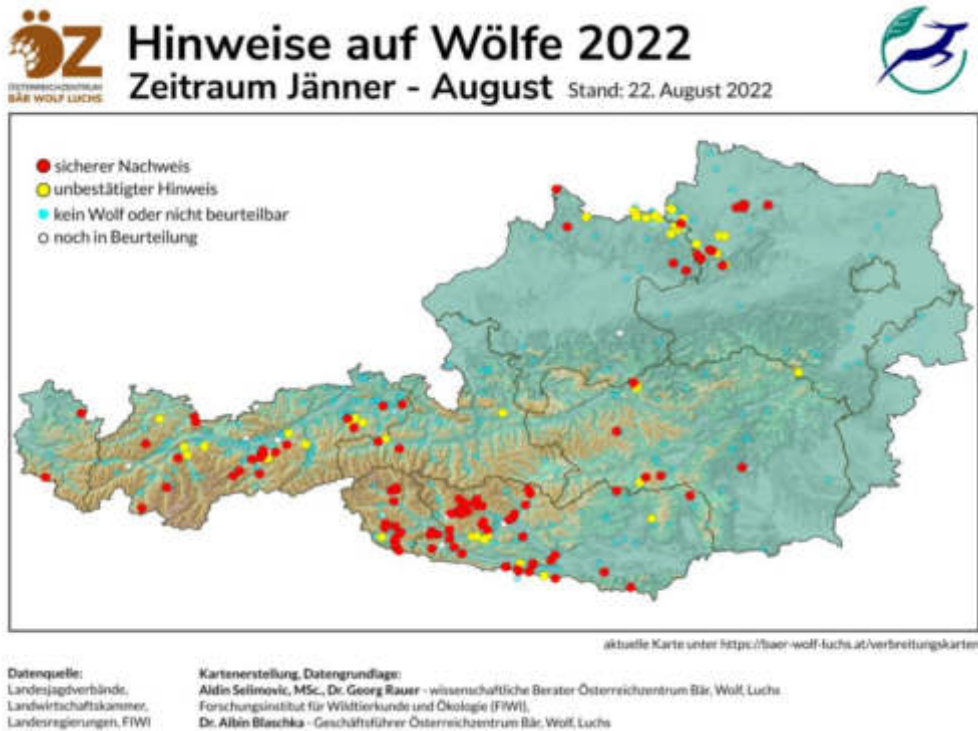 ÖZ
ÖSTERREICHZENTRUM
BÄR WOLF LUCHS
Hinweise auf Wölfe 2022
Zeitraum Jänner - August Stand: 22. August 2022
sicherer Nachweis
unbestätigter Hinweis
kein Wolf oder nicht beurteilbar
noch in Beurteilung
aktuelle Karte unter https://baer-wolf-luchs.at/verbreitungskarten
Datenquelle:
Landesjagdverbände,
Landwirtschaftskammer,
Landesregierungen, FIWI
Kartenerstellung, Datengrundlage:
Aldin Selimovic, MSc., Dr. Georg Rauer - wissenschaftliche Berater Österreichzentrum Bär, Wolf, Luchs
Forschungsinstitut für Wildtierkunde und Ökologie (FIWI),
Dr. Albin Blaschka - Geschäftsführer Österreichzentrum Bär, Wolf, Luchs